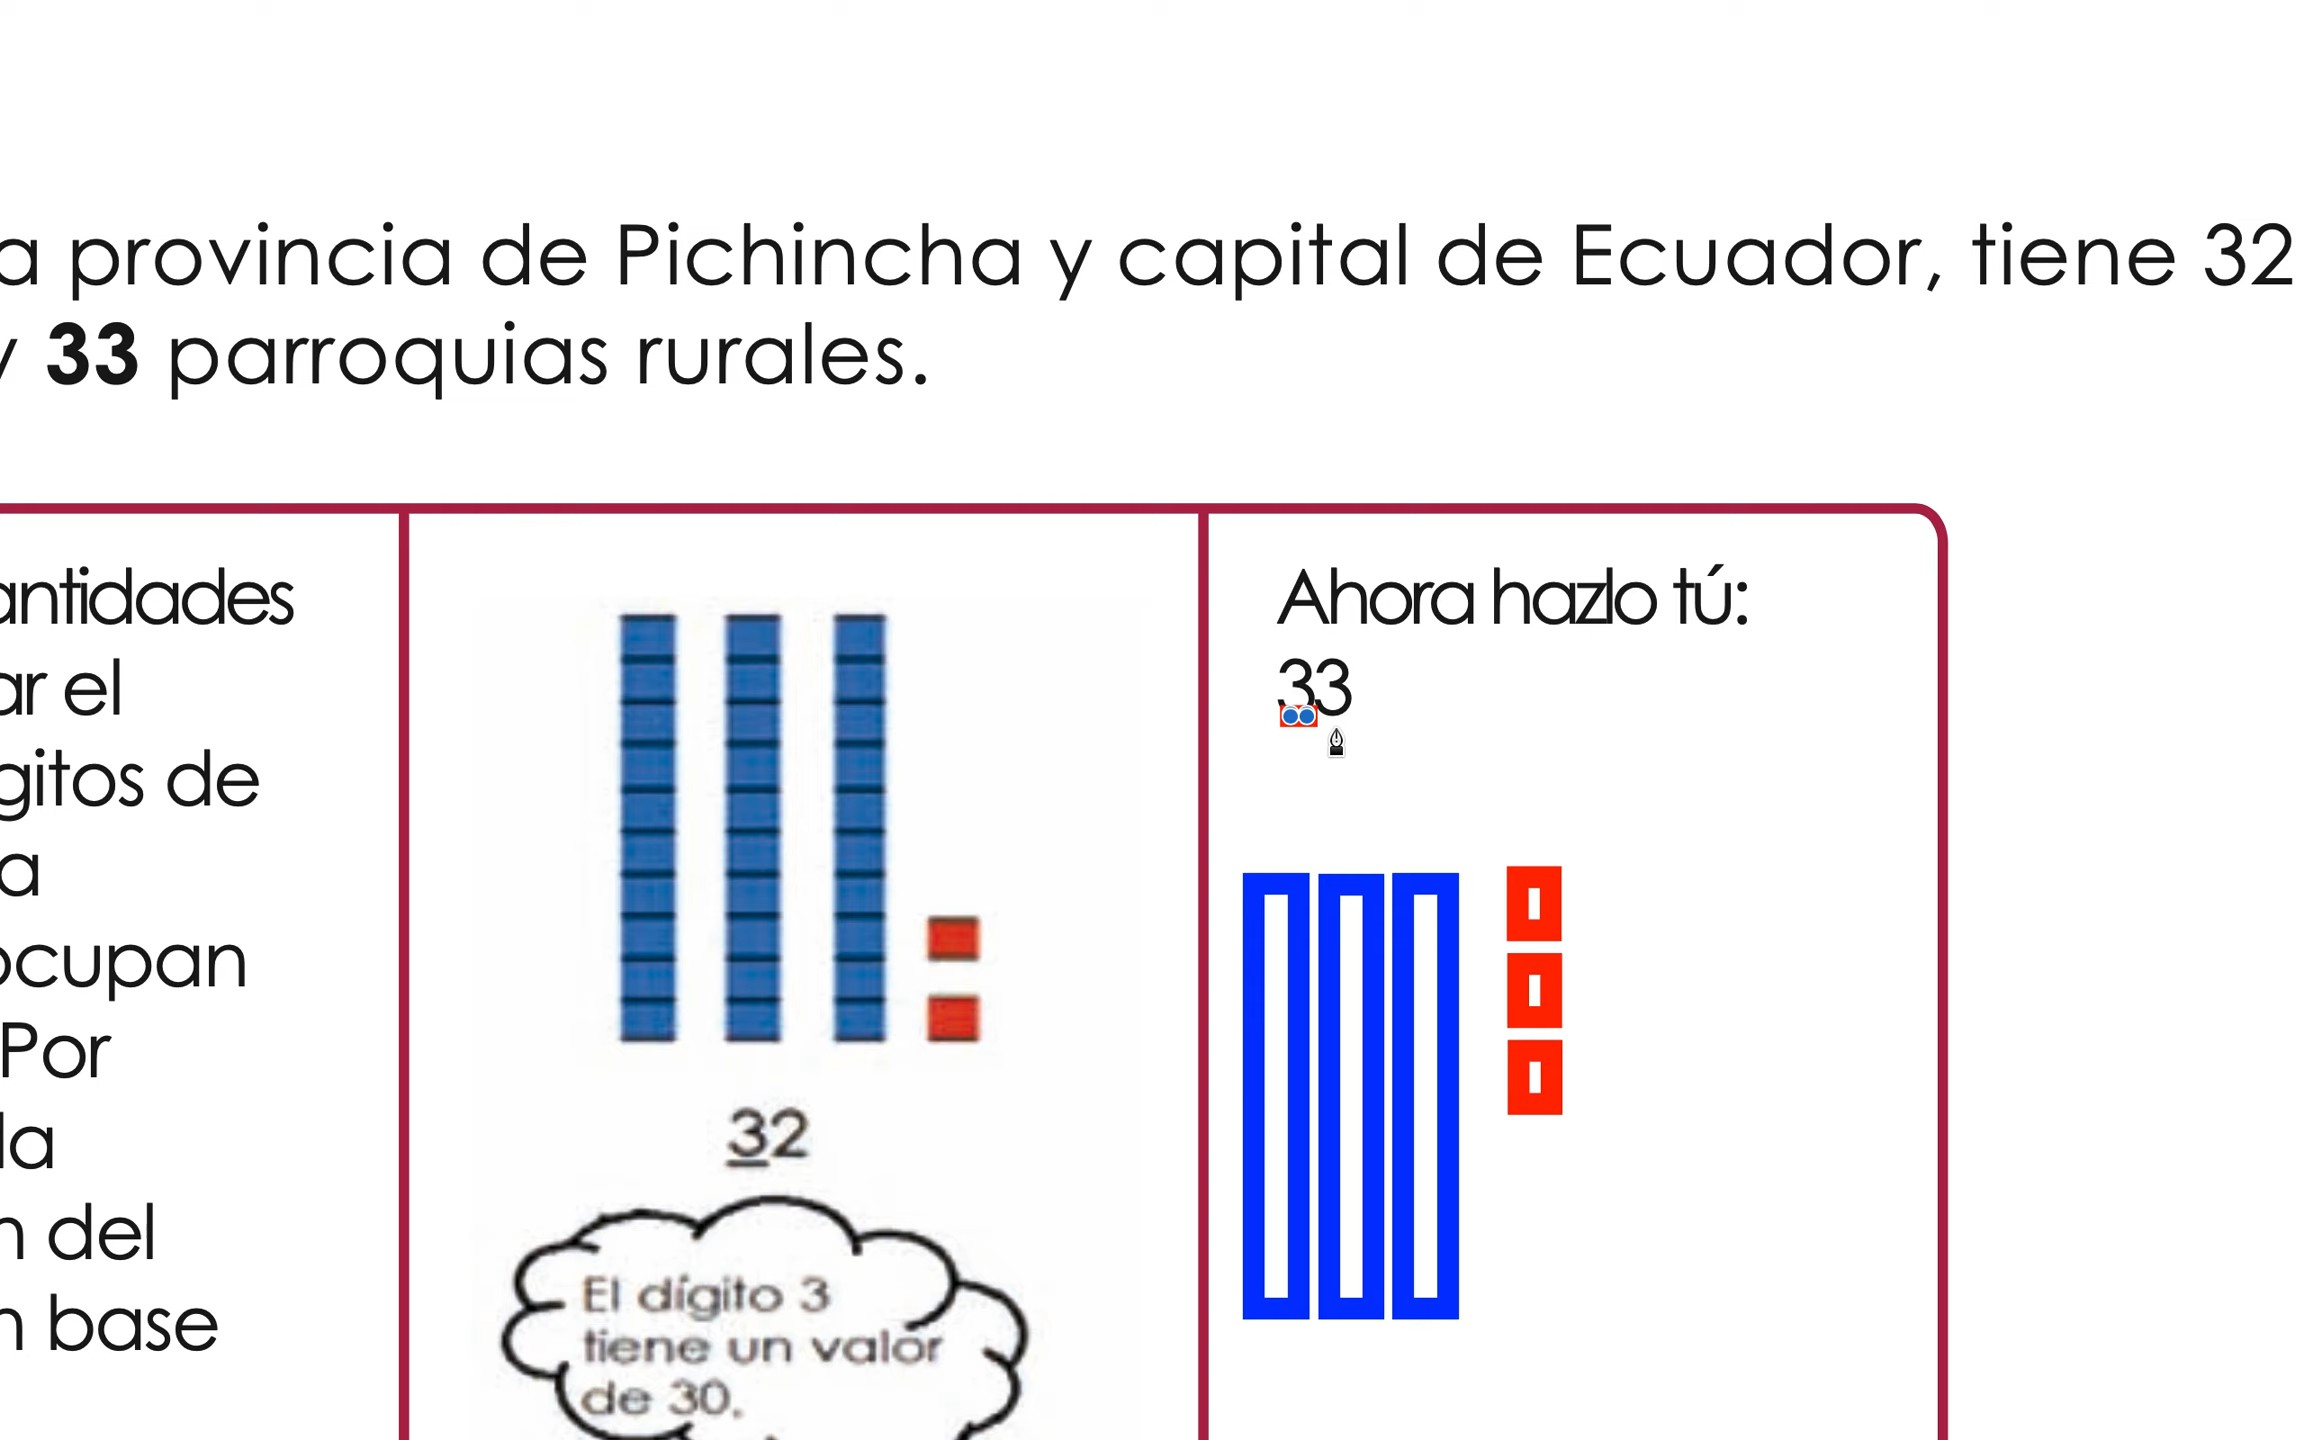 a provincia de Pichincha y capital de Ecuador, tiene 32
y 33 parroquias rurales.
antidades
ar el
gitos de
a
ocupan
Por
la
n del
n base
32
El dígito 3
tiene un valor
de 30.
Ahora hazlo tú:
33